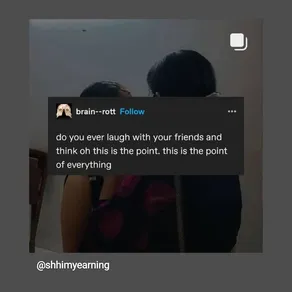 brain--rott Follow
do you ever laugh with your friends and
think oh this is the point. this is the point
of everything
@shhimyearning